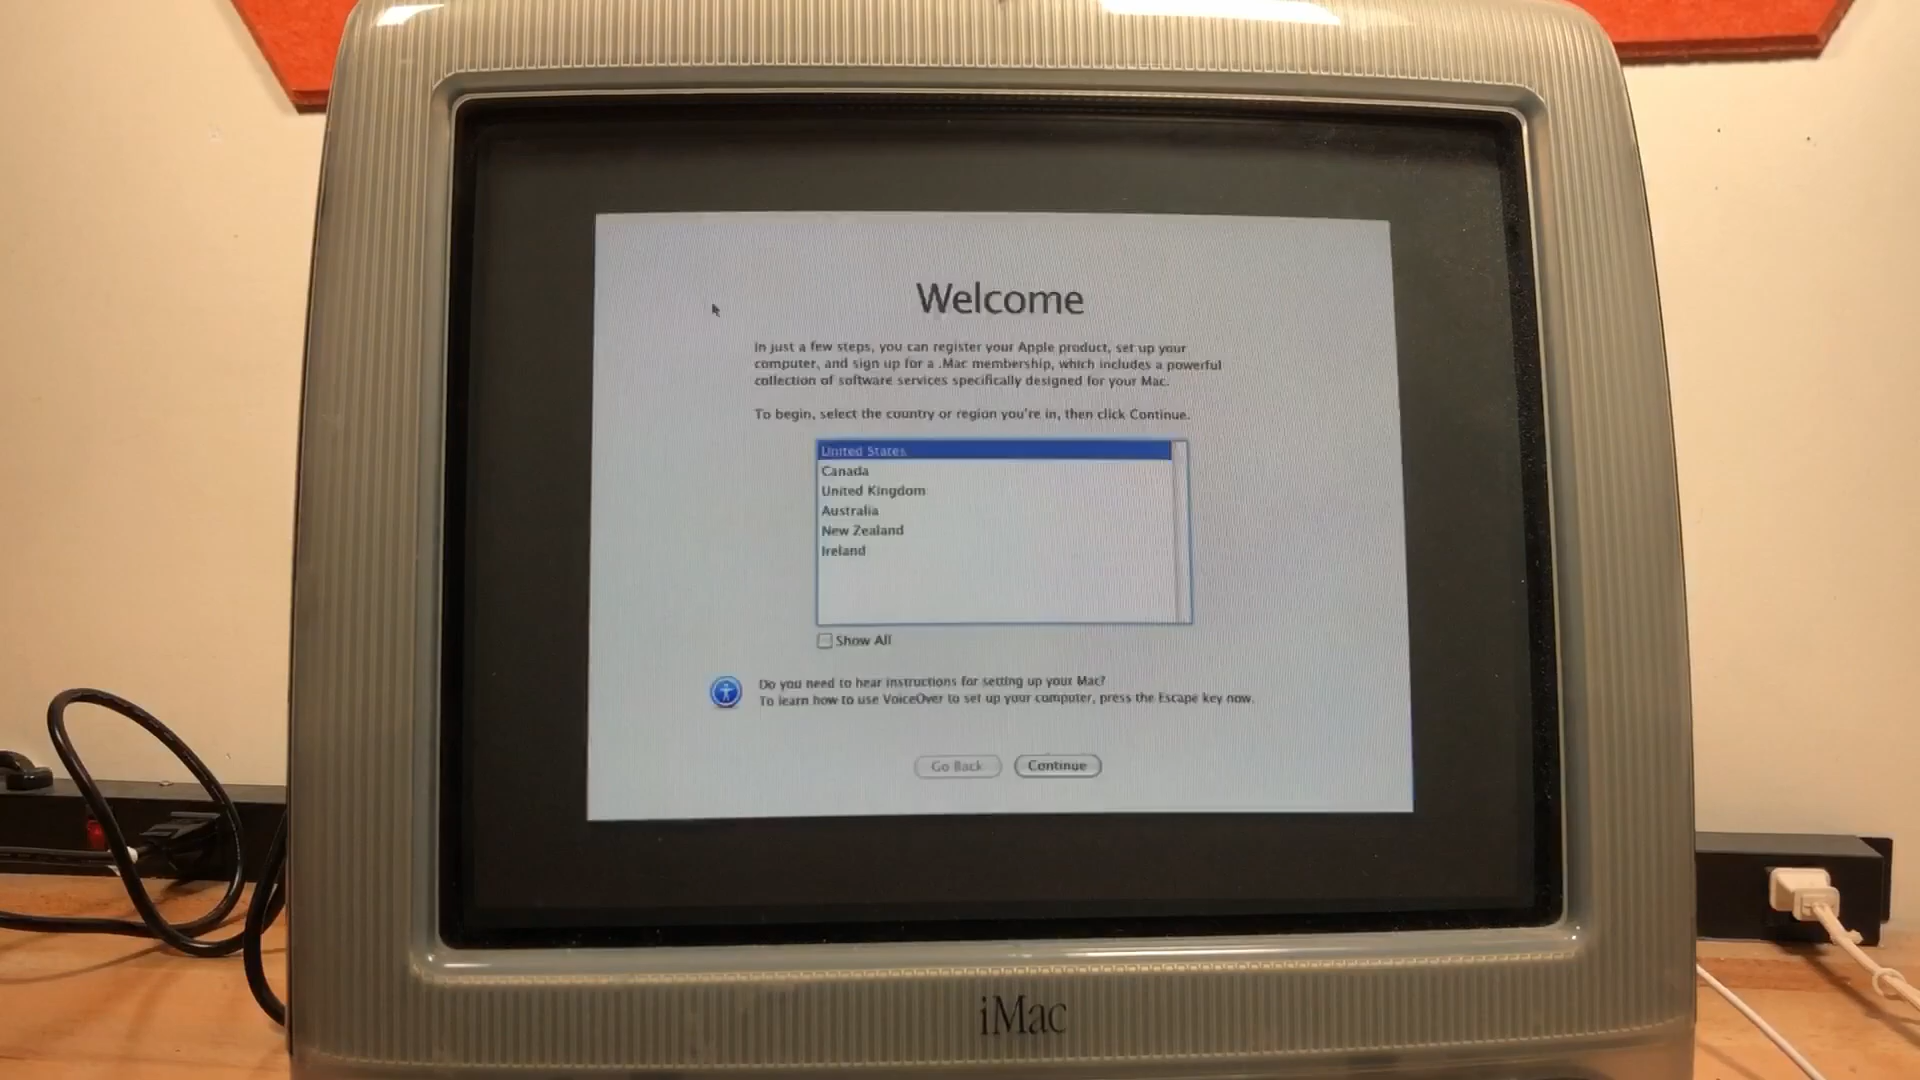 Welcome
In just a few steps, you can register your Apple product, set up your
computer, and sign up for a .Mac membership, which includes a powerful
collection of software services specifically designed for your Mac.
To begin, select the country or region you're in, then click Continue.
United States
Canada
United Kingdom
Australia
New Zealand
Ireland
Show All
Do you need to hear instructions for setting up your Mac?
To learn how to use VoiceOver to set up your computer, press the Escape key now.
Go Back
Continue
iMac